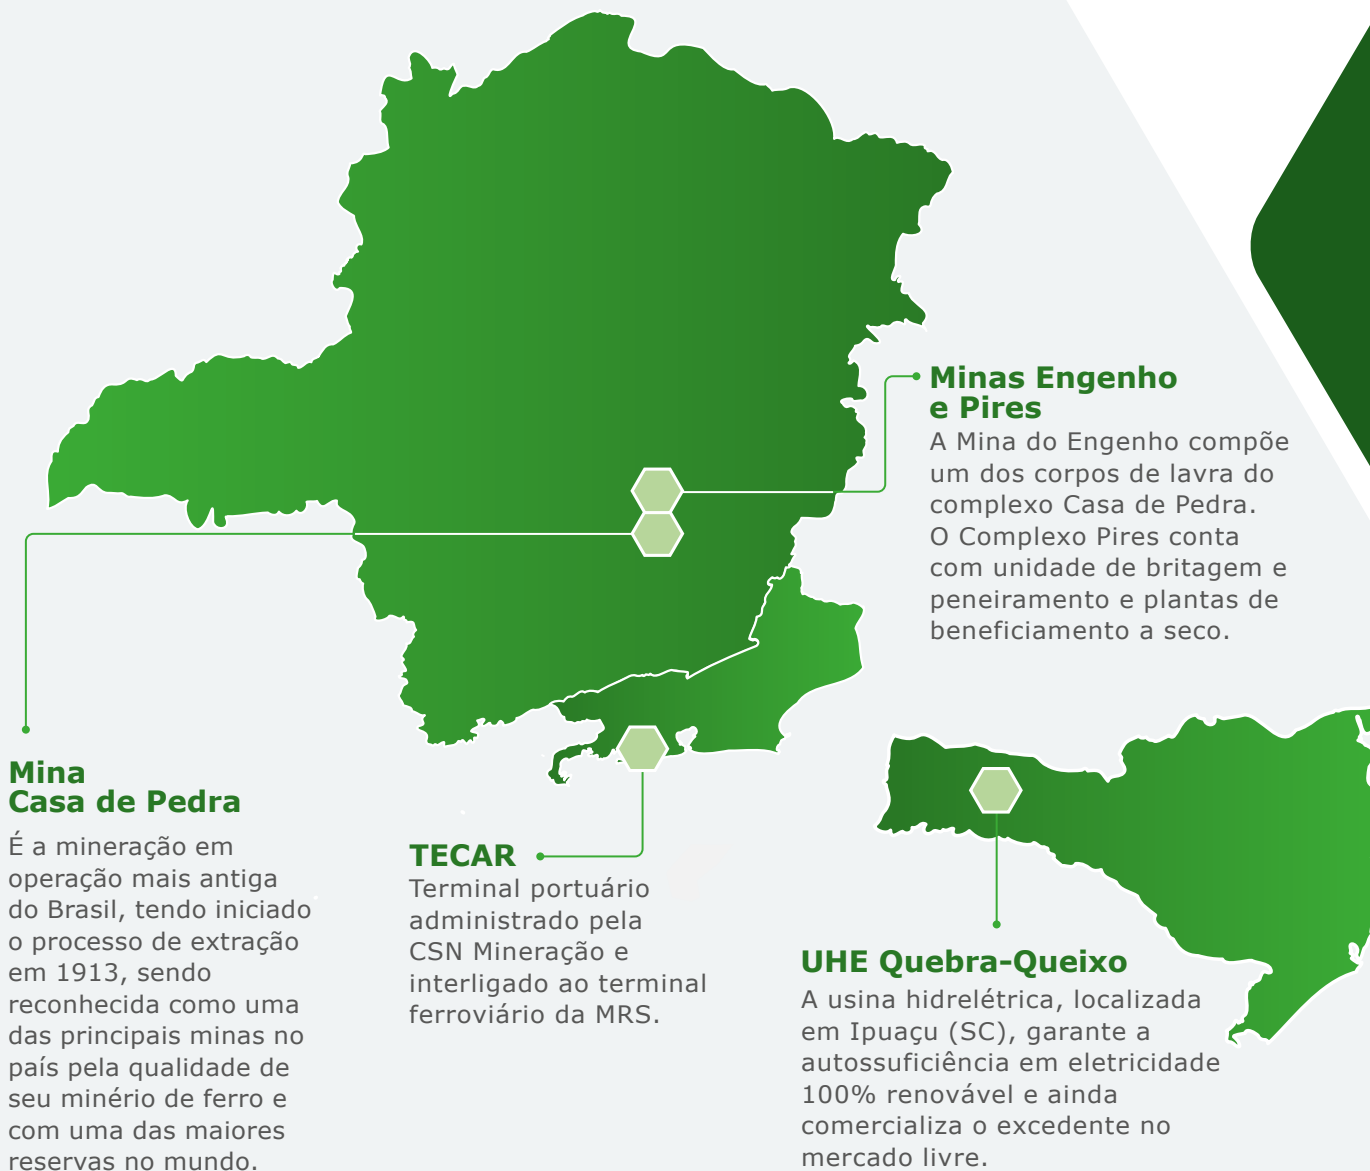 Minas Engenho
e Pires
A Mina do Engenho compõe
um dos corpos de lavra do
complexo Casa de Pedra.
O Complexo Pires conta
com unidade de britagem e
peneiramento e plantas de
beneficiamento a seco.
Mina
Casa de Pedra
É a mineração em
operação mais antiga
do Brasil, tendo iniciado
o processo de extração
em 1913, sendo
reconhecida como uma
das principais minas no
país pela qualidade de
seu minério de ferro e
com uma das maiores
reservas no mundo.
TECAR
Terminal portuário
administrado pela
CSN Mineração e
interligado ao terminal
ferroviário da MRS.
UHE Quebra-Queixo
A usina hidrelétrica, localizada
em Ipuaçu (SC), garante a
autossuficiência em eletricidade
100% renovável e ainda
comercializa o excedente no
mercado livre.